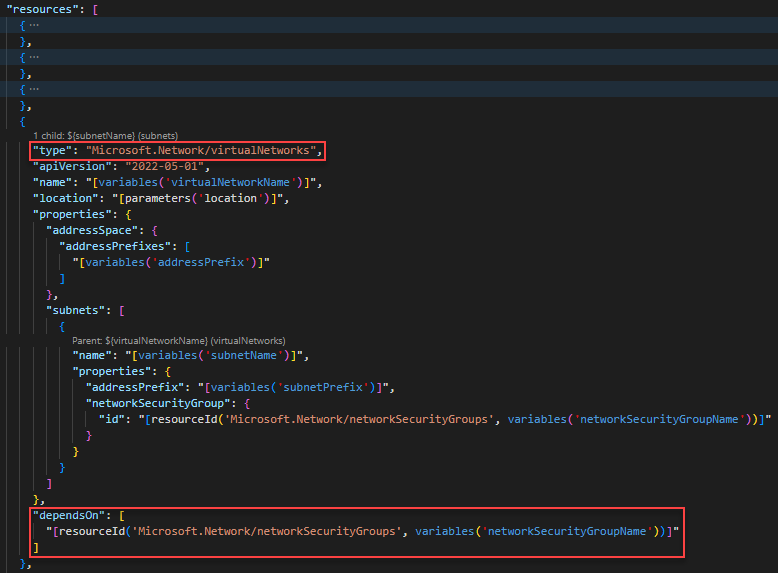 "resources": [
{ ...
},
{ ...
},
{ ...
},
{
1 child: ${subnetName} (subnets)
"type": "Microsoft.Network/virtualNetworks",
"apiVersion": "2022-05-01",
"name": "[variables('virtualNetworkName')]",
"location": "[parameters('location')]",
"properties": {
"addressSpace": {
"addressPrefixes": [
"[variables('addressPrefix')]"
]
},
"subnets": [
{
Parent: ${virtualNetworkName} (virtualNetworks)
"name": "[variables('subnetName')]",
"properties": {
"addressPrefix": "[variables('subnetPrefix')]",
"networkSecurityGroup": {
"id": "[resourceId('Microsoft.Network/networkSecurityGroups', variables('networkSecurityGroupName'))]"
}
}
}
]
},
"dependsOn": [
"[resourceId('Microsoft.Network/networkSecurityGroups', variables('networkSecurityGroupName'))]"
]
},